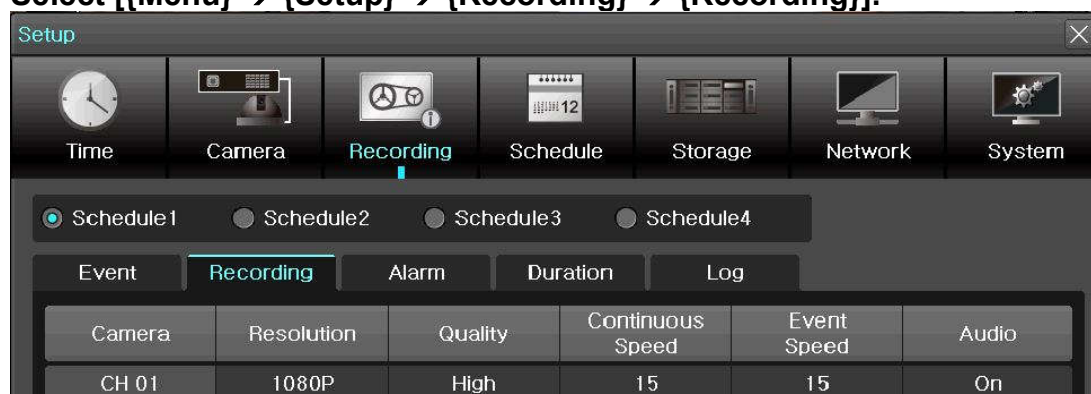 Select [{Menu} → {Setup} → {Recording} → {Recording}].
Setup
12
Time Camera Recording Schedule Storage Network System
Schedule1 Schedule2 Schedule3 Schedule4
Event Recording Alarm Duration Log
Camera Resolution Quality Continuous Speed Event Speed Audio
CH 01 1080P High 15 15 On